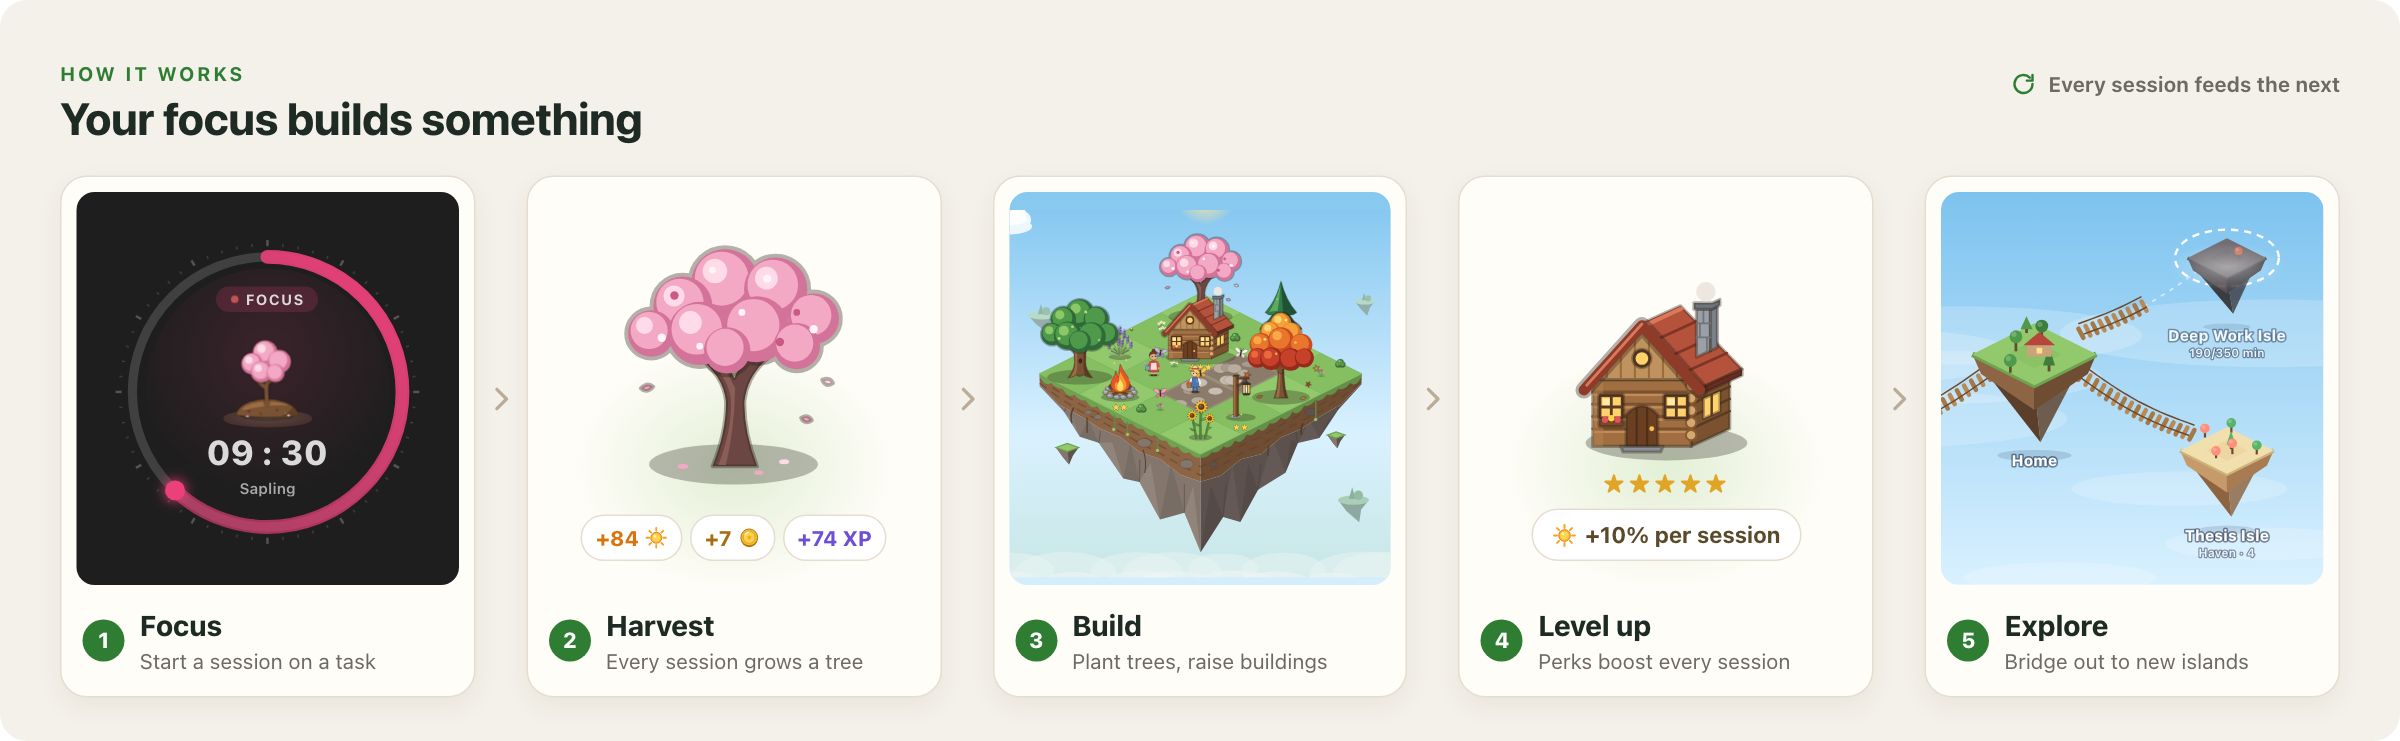 HOW IT WORKS
Your focus builds something
Every session feeds the next
FOCUS
09 : 30
Sapling
1 Focus
Start a session on a task
+84
+7
+74 XP
2 Harvest
Every session grows a tree
3 Build
Plant trees, raise buildings
+10% per session
4 Level up
Perks boost every session
Deep Work Isle
190/350 min
Home
Thesis Isle
Haven • 4
5 Explore
Bridge out to new islands